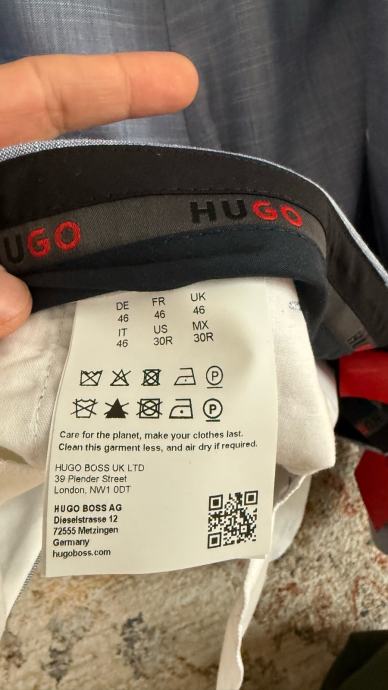 HUGO
UGO
DE FR UK
46 46 46
IT US MX
46 30R 30R
P
P
Care for the planet, make your clothes last.
Clean this garment less, and air dry if required.
HUGO BOSS UK LTD
39 Plender Street
London, NW1 0DT
HUGO BOSS AG
Dieselstrasse 12
72555 Metzingen
Germany
hugoboss.com